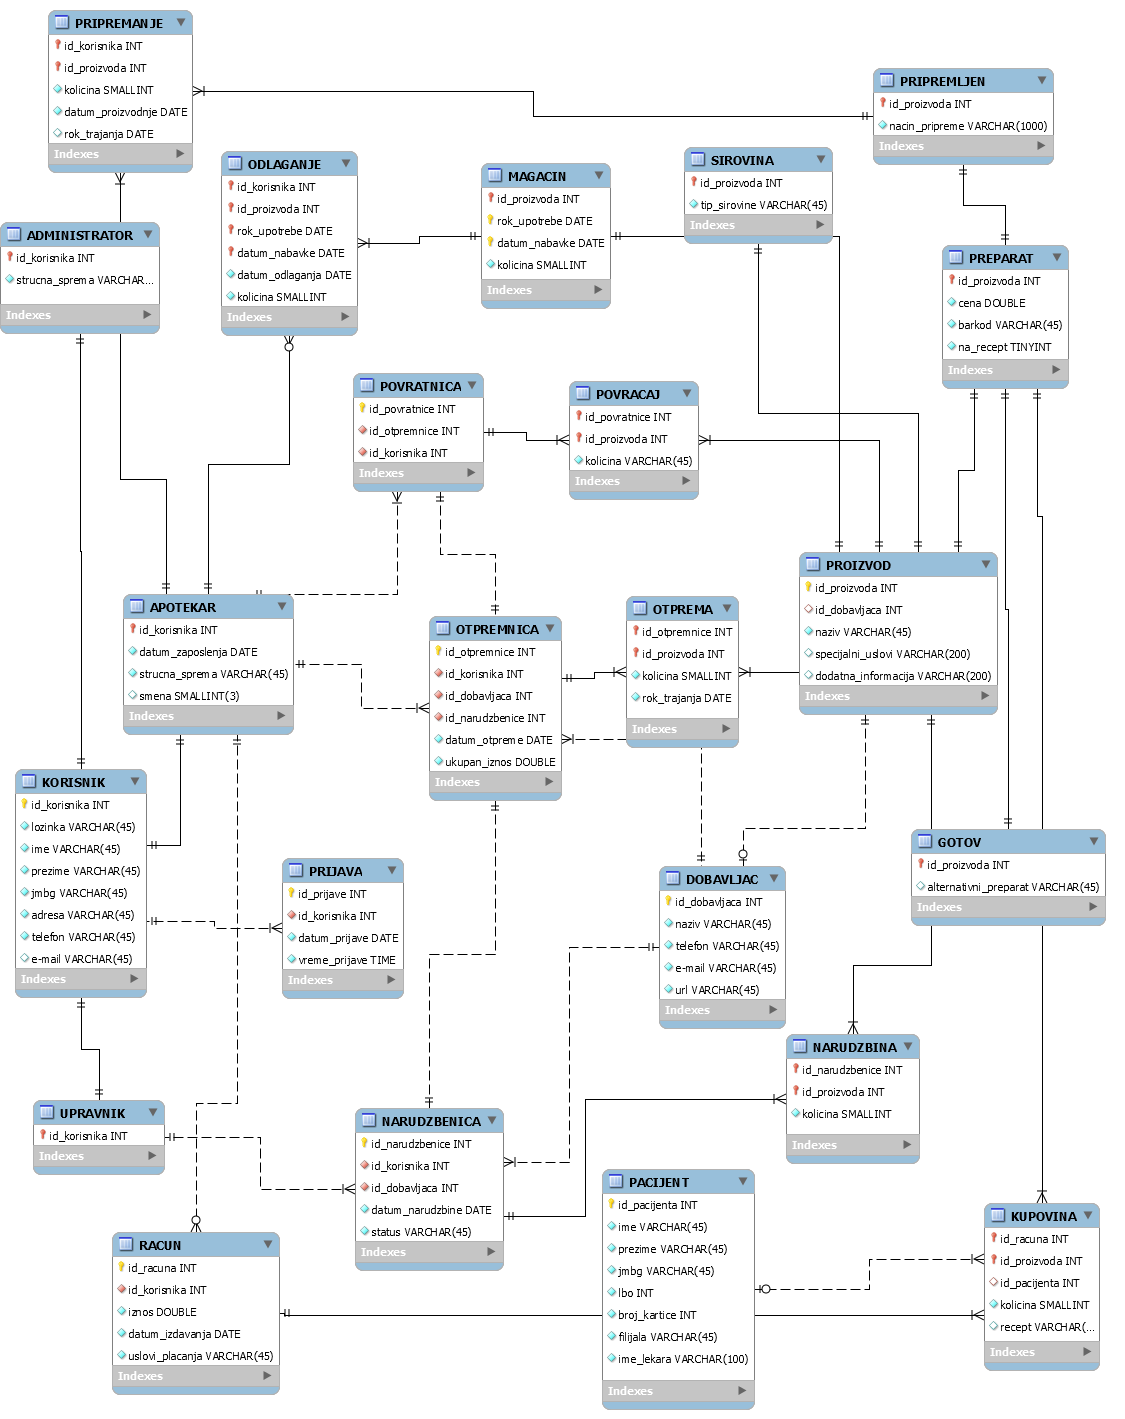 PRIPREMANJE
id_korisnika INT
id_proizvoda INT
kolicina SMALLINT
datum_proizvodnje DATE
rok_trajanja DATE
Indexes
PRIPREMLJEN
id_proizvoda INT
nacin_pripreme VARCHAR(1000)
Indexes
ODLAGANJE
id_korisnika INT
id_proizvoda INT
rok_upotrebe DATE
datum_nabavke DATE
datum_odlaganja DATE
kolicina SMALLINT
Indexes
MAGACIN
id_proizvoda INT
rok_upotrebe DATE
datum_nabavke DATE
kolicina SMALLINT
Indexes
SIROVINA
id_proizvoda INT
tip_sirovine VARCHAR(45)
Indexes
ADMINISTRATOR
id_korisnika INT
strucna_sprema VARCHAR...
Indexes
PREPARAT
id_proizvoda INT
cena DOUBLE
barkod VARCHAR(45)
na_recept TINYINT
Indexes
POVRATNICA
id_povratnice INT
id_otpremnice INT
id_korisnika INT
Indexes
POVRACAJ
id_povratnice INT
id_proizvoda INT
kolicina VARCHAR(45)
Indexes
PROIZVOD
id_proizvoda INT
id_dobavljaca INT
naziv VARCHAR(45)
specijalni_uslovi VARCHAR(200)
dodatna_informacija VARCHAR(200)
Indexes
APOTEKAR
id_korisnika INT
datum_zaposlenja DATE
strucna_sprema VARCHAR(45)
smena SMALLINT(3)
Indexes
OTPREMNICA
id_otpremnice INT
id_korisnika INT
id_dobavljaca INT
id_narudzbenice INT
datum_otpreme DATE
ukupan_iznos DOUBLE
Indexes
OTPREMA
id_otpremnice INT
id_proizvoda INT
kolicina SMALLINT
rok_trajanja DATE
Indexes
KORISNIK
id_korisnika INT
lozinka VARCHAR(45)
ime VARCHAR(45)
prezime VARCHAR(45)
jmbg VARCHAR(45)
adresa VARCHAR(45)
telefon VARCHAR(45)
e-mail VARCHAR(45)
Indexes
PRIJAVA
id_prijave INT
id_korisnika INT
datum_prijave DATE
vreme_prijave TIME
Indexes
DOBAVLJAC
id_dobavljaca INT
naziv VARCHAR(45)
telefon VARCHAR(45)
e-mail VARCHAR(45)
url VARCHAR(45)
Indexes
GOTOV
id_proizvoda INT
alternativni_preparat VARCHAR(45)
Indexes
NARUDZBINA
id_narudzbenice INT
id_proizvoda INT
kolicina SMALLINT
Indexes
UPRAVNIK
id_korisnika INT
Indexes
NARUDZBENICA
id_narudzbenice INT
id_korisnika INT
id_dobavljaca INT
datum_narudzbine DATE
status VARCHAR(45)
Indexes
PACIJENT
id_pacijenta INT
ime VARCHAR(45)
prezime VARCHAR(45)
jmbg VARCHAR(45)
lbo INT
broj_kartice INT
filijala VARCHAR(45)
ime_lekara VARCHAR(100)
Indexes
KUPOVINA
id_racuna INT
id_proizvoda INT
id_pacijenta INT
kolicina SMALLINT
recept VARCHAR(...
Indexes
RACUN
id_racuna INT
id_korisnika INT
iznos DOUBLE
datum_izdavanja DATE
uslovi_placanja VARCHAR(45)
Indexes